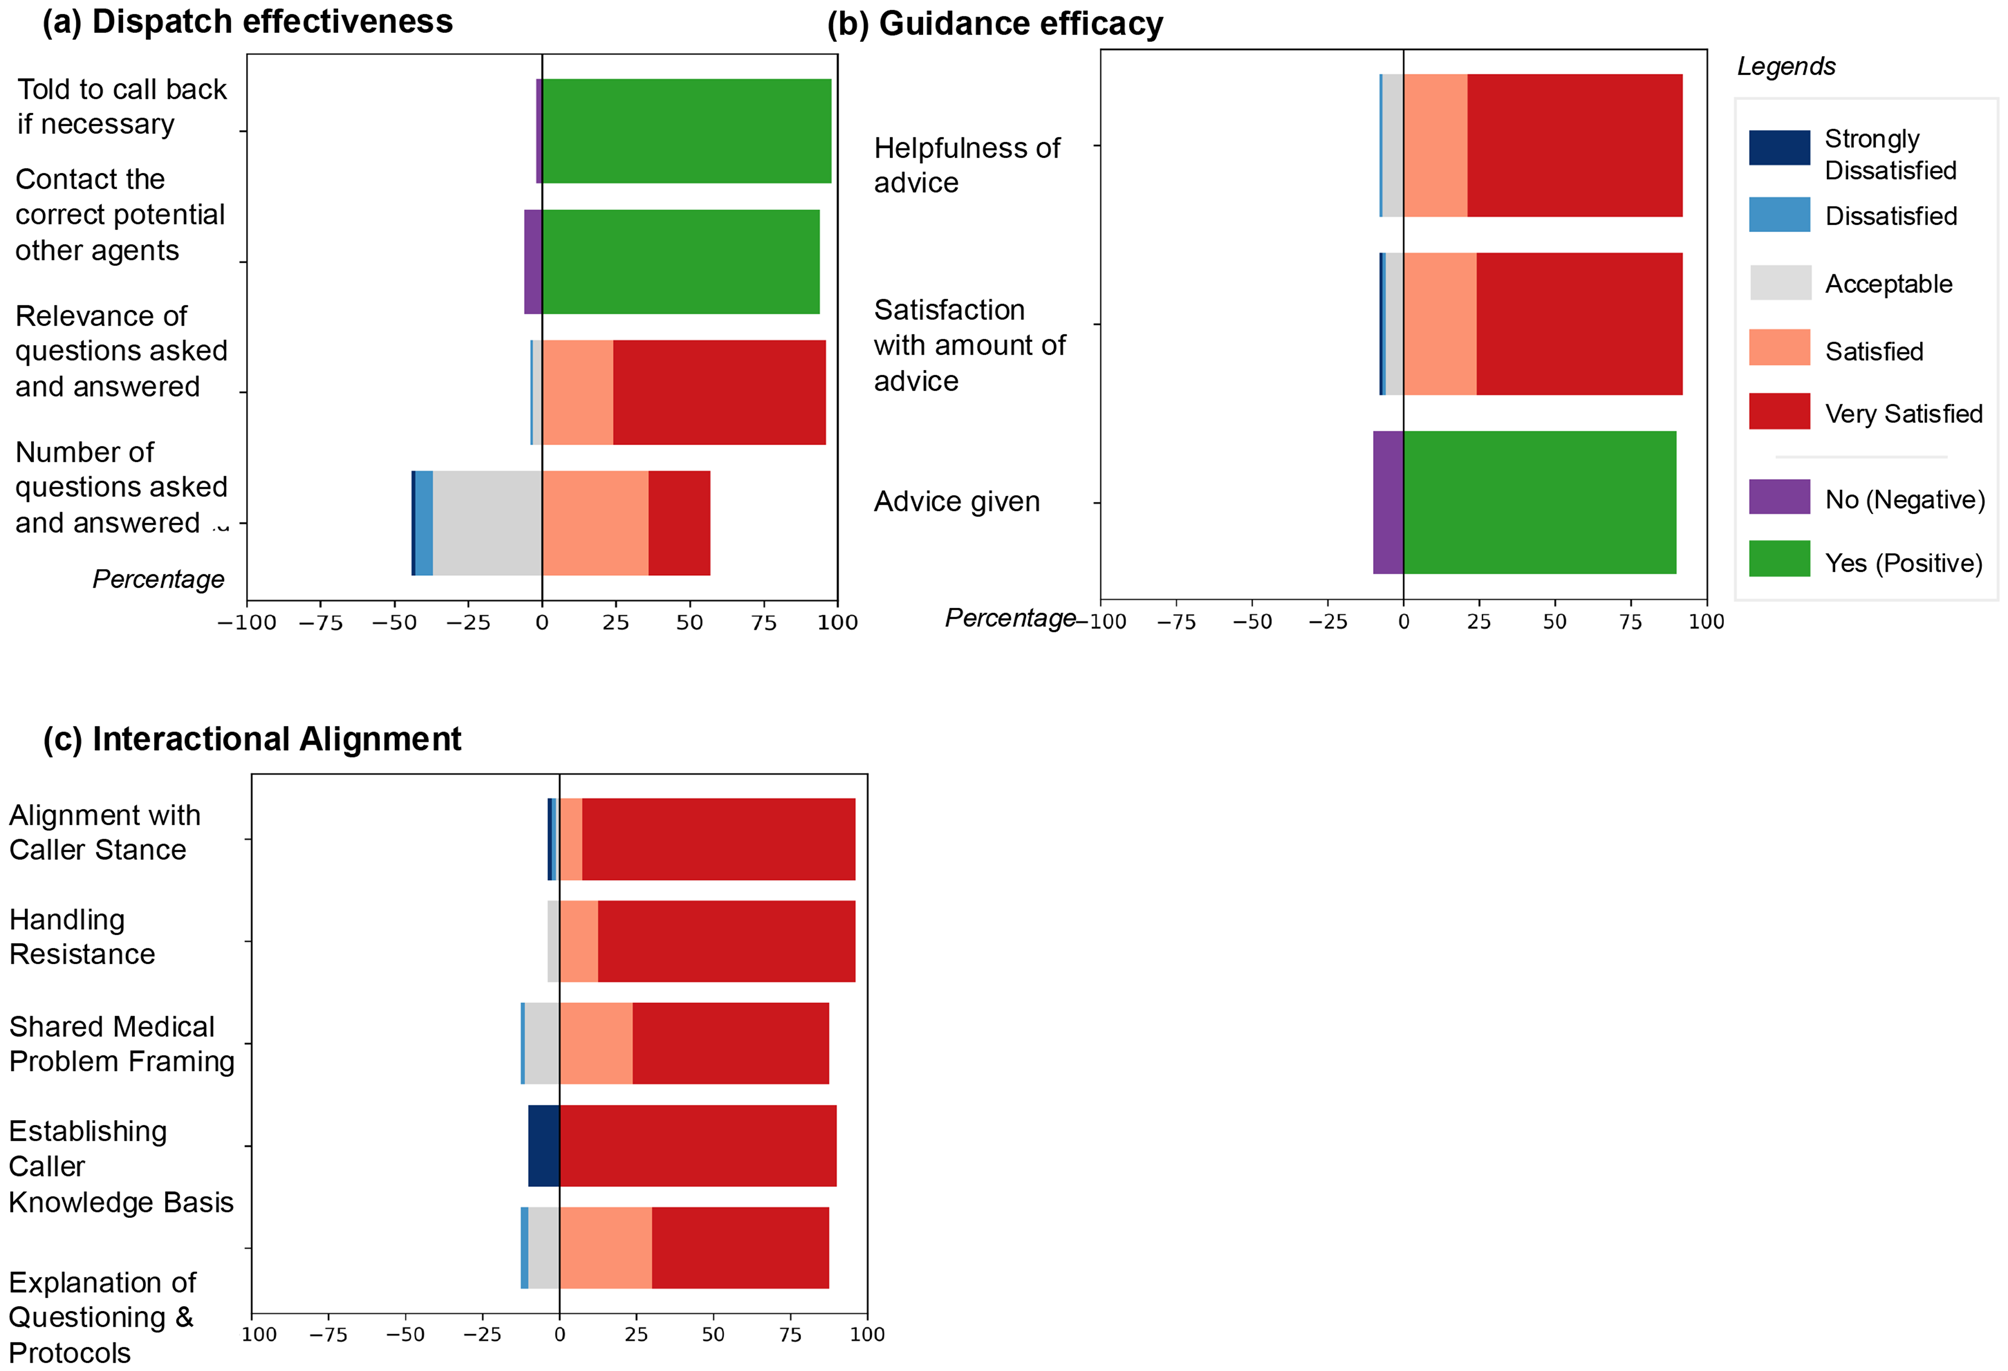 (a) Dispatch effectiveness
Told to call back
if necessary
Contact the
correct potential
other agents
Relevance of
questions asked
and answered
Number of
questions asked
and answered
Percentage
−100 −75 −50 −25 0 25 50 75 100
(b) Guidance efficacy
Helpfulness of
advice
Satisfaction
with amount of
advice
Advice given
Percentage
−100 −75 −50 −25 0 25 50 75 100
Legends
Strongly
Dissatisfied
Dissatisfied
Acceptable
Satisfied
Very Satisfied
No (Negative)
Yes (Positive)
(c) Interactional Alignment
Alignment with
Caller Stance
Handling
Resistance
Shared Medical
Problem Framing
Establishing
Caller
Knowledge Basis
Explanation of
Questioning &
Protocols
100 −75 −50 −25 0 25 50 75 100